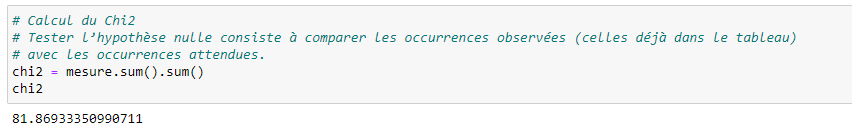 # Calcul du Chi2
# Tester l’hypothèse nulle consiste à comparer les occurrences observées (celles déjà dans le tableau)
# avec les occurrences attendues.
chi2 = mesure.sum().sum()
chi2
81.86933350990711